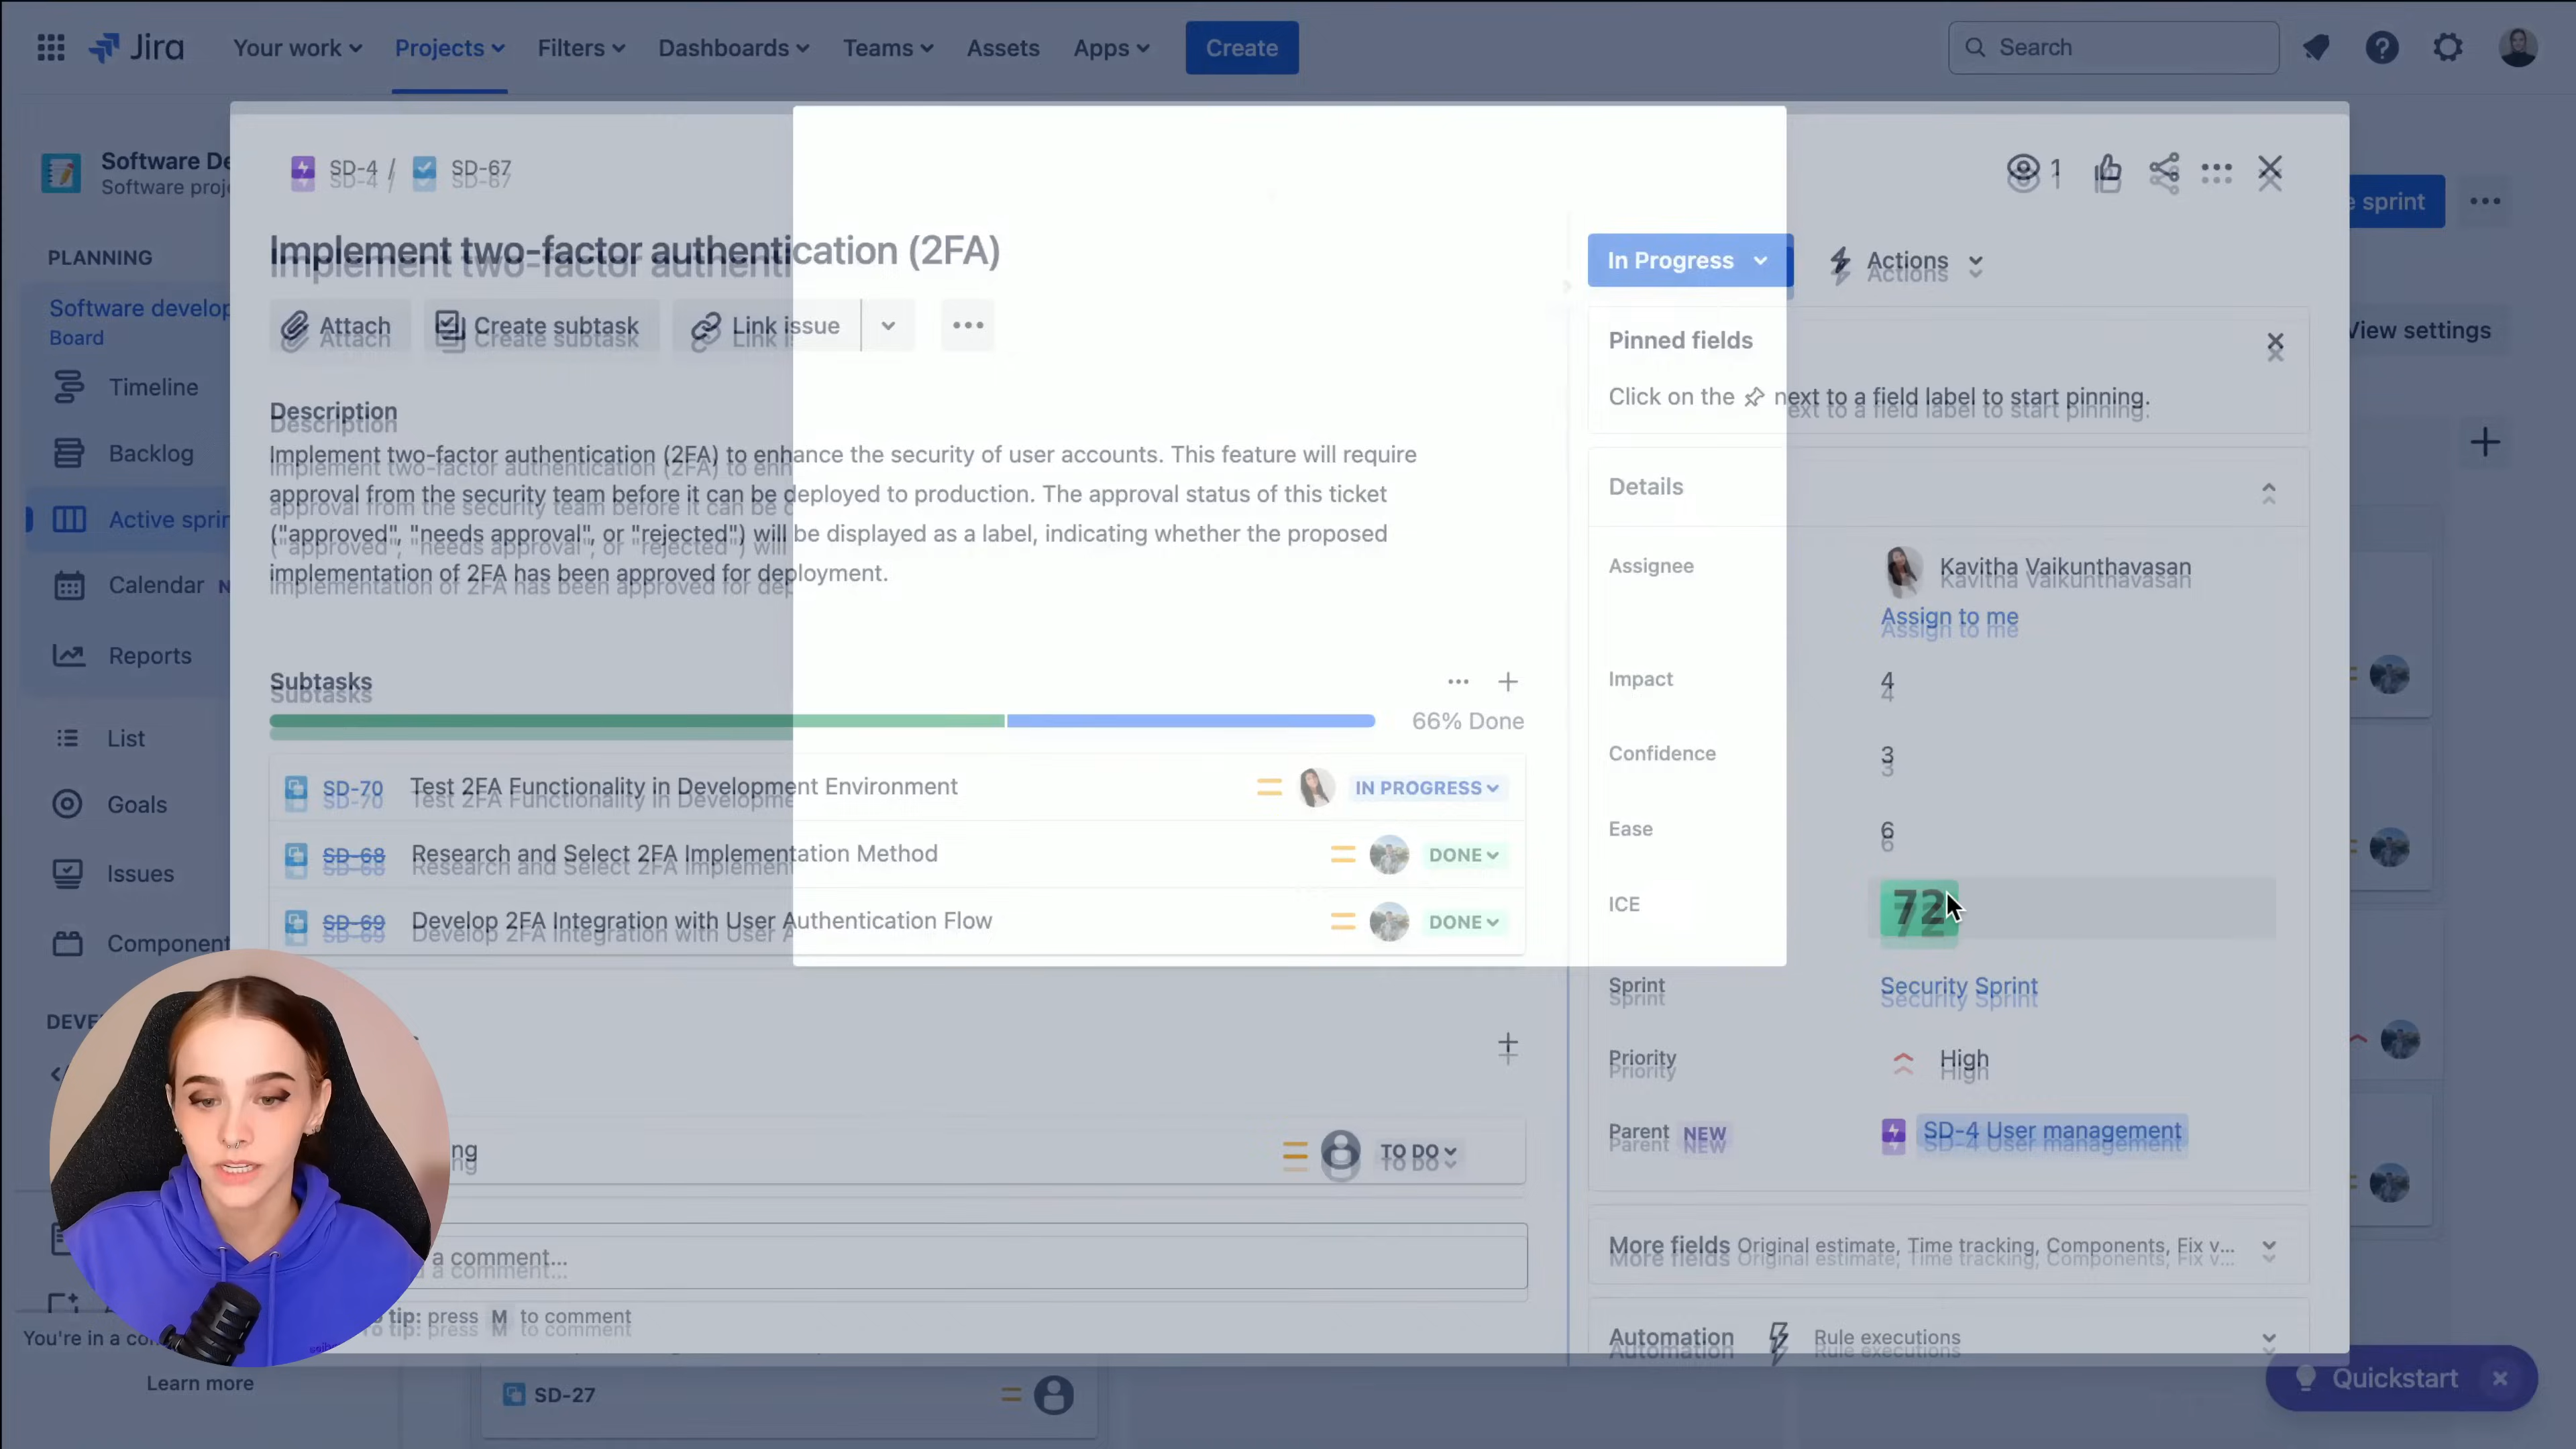 Jira
Your work
Projects
Filters
Dashboards
Teams
Assets
Apps
Create
Search
Software De
Software proj
PLANNING
Software develop
Board
Timeline
Backlog
Active sprin
Calendar N
Reports
List
Goals
Issues
Component
DEVE
You're in a co
Learn more
SD-4 / SD-67
1
Implement two-factor authentication (2FA)
Attach
Create subtask
Link issue
Description
Implement two-factor authentication (2FA) to enhance the security of user accounts. This feature will require
approval from the security team before it can be deployed to production. The approval status of this ticket
("approved", "needs approval", or "rejected") will be displayed as a label, indicating whether the proposed
implementation of 2FA has been approved for deployment.
Subtasks
66% Done
SD-70 Test 2FA Functionality in Development Environment IN PROGRESS
SD-68 Research and Select 2FA Implementation Method DONE
SD-69 Develop 2FA Integration with User Authentication Flow DONE
ng TO DO
a comment...
tip: press M to comment
In Progress
Actions
Pinned fields
Click on the next to a field label to start pinning.
Details
Assignee Kavitha Vaikunthavasan
Assign to me
Impact 4
Confidence 3
Ease 6
ICE 72
Sprint Security Sprint
Priority High
Parent NEW SD-4 User management
More fields Original estimate, Time tracking, Components, Fix v...
Automation Rule executions
e sprint
View settings
SD-27
Quickstart